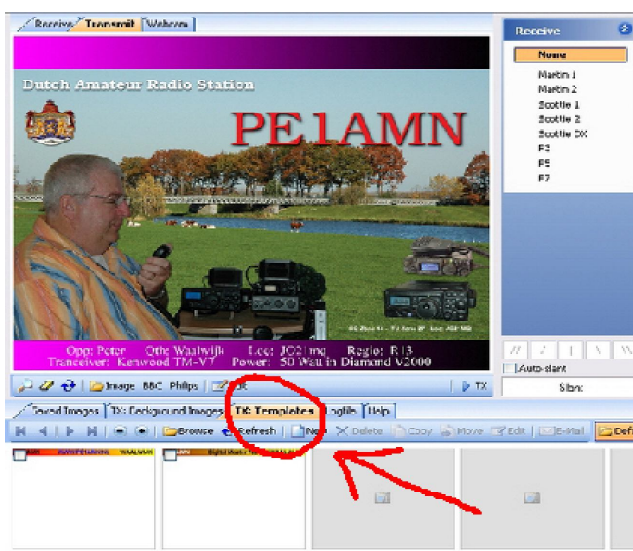 Receive Transmit Webcam
Receive
None
Martin 1
Martin 2
Scottie 1
Scottie 2
Scottie DX
P3
P5
P7
Dutch Amateur Radio Station
PE1AMN
Opp: Peter Qth: Waalwijk Loc: JO21mq Regio: R13
Tranceiver: Kenwood TM-V7 Power: 50 Watt in Diamond V2000
Auto slant
Image BBC Philips TX
Saved Images TX: Background Images TX: Templates Logfile Help
Browse Refresh New Delete Copy Move Edit E-Mail